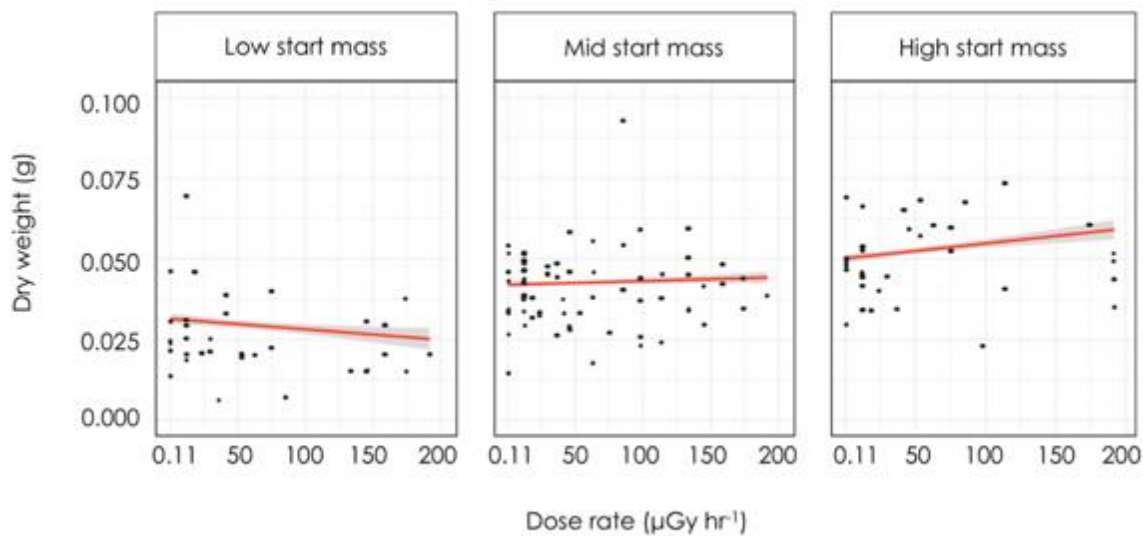 Low start mass Mid start mass High start mass
Dry weight (g)
0.100
0.075
0.050
0.025
0.000
0.11 50 100 150 200 0.11 50 100 150 200 0.11 50 100 150 200
Dose rate (µGy hr⁻¹)